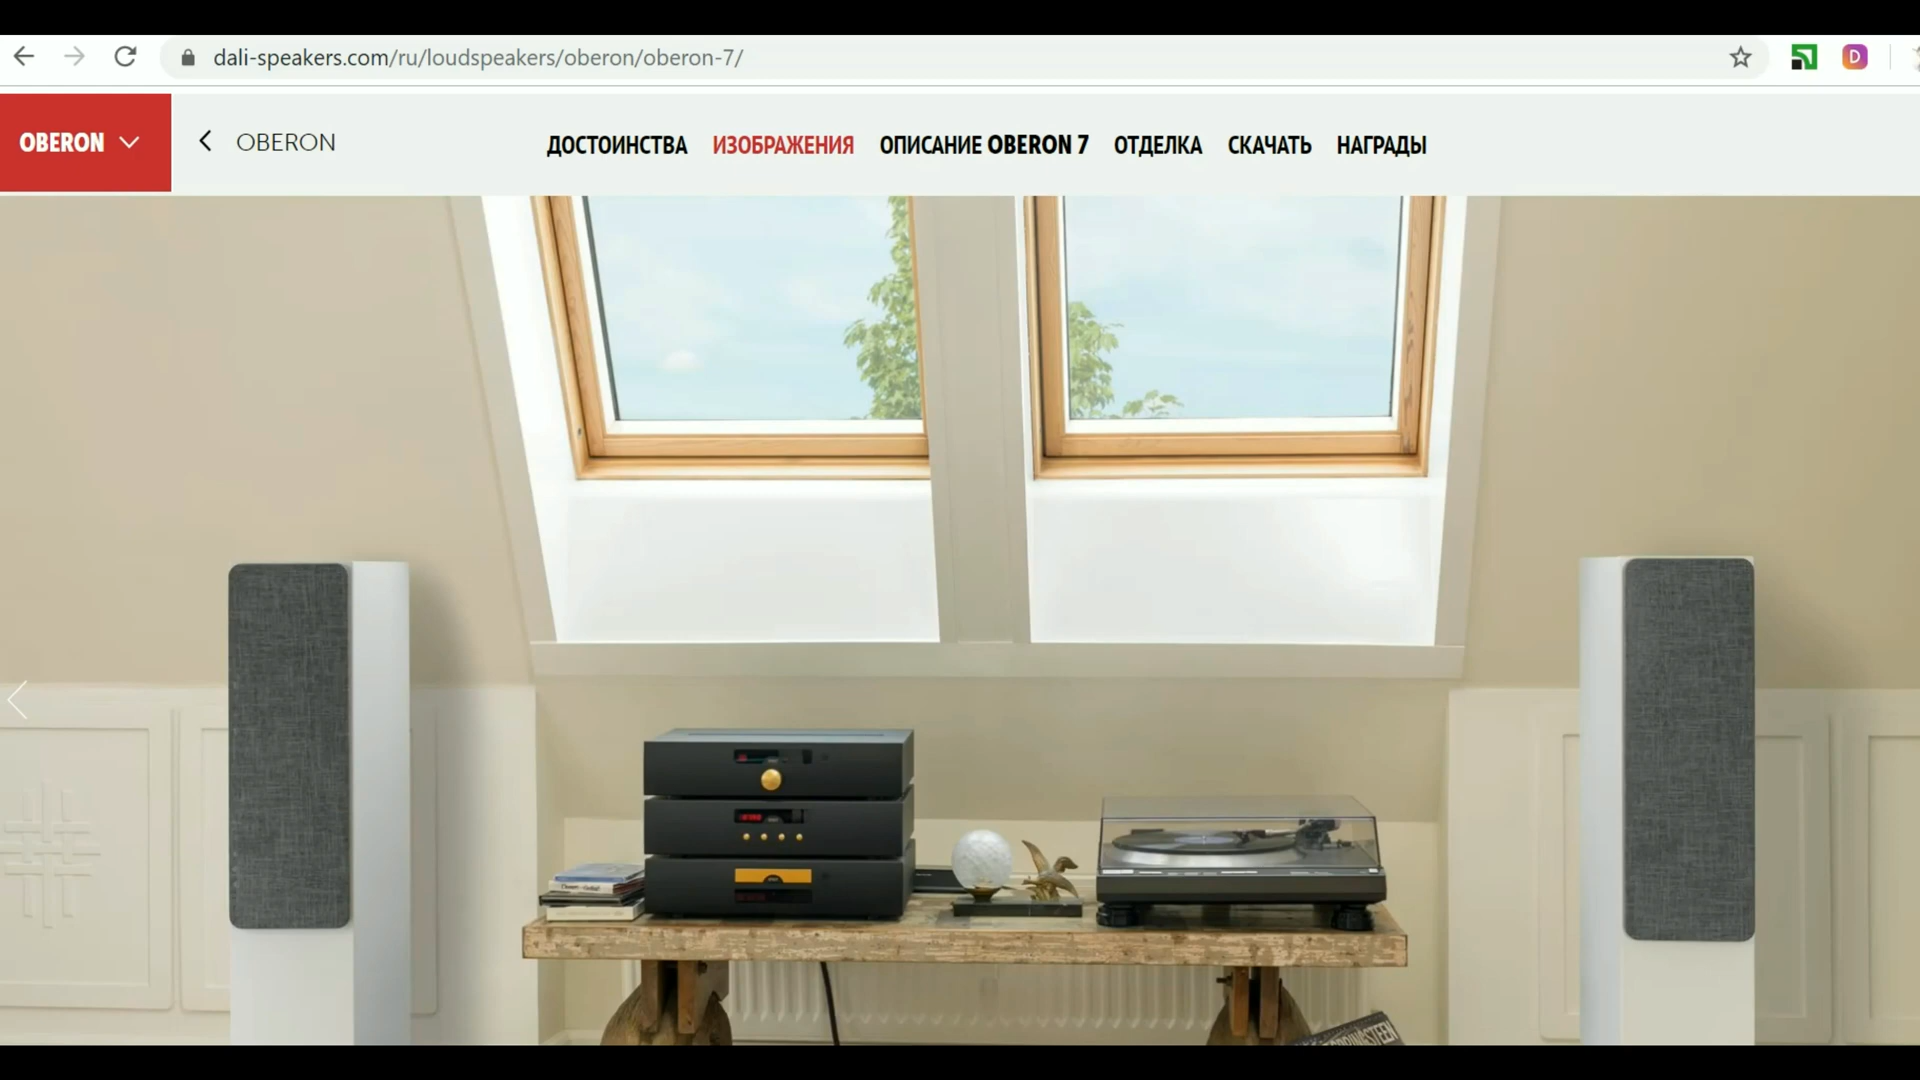 dali-speakers.com/ru/loudspeakers/oberon/oberon-7/
D
OBERON
OBERON
ДОСТОИНСТВА ИЗОБРАЖЕНИЯ ОПИСАНИЕ OBERON 7 ОТДЕЛКА СКАЧАТЬ НАГРАДЫ